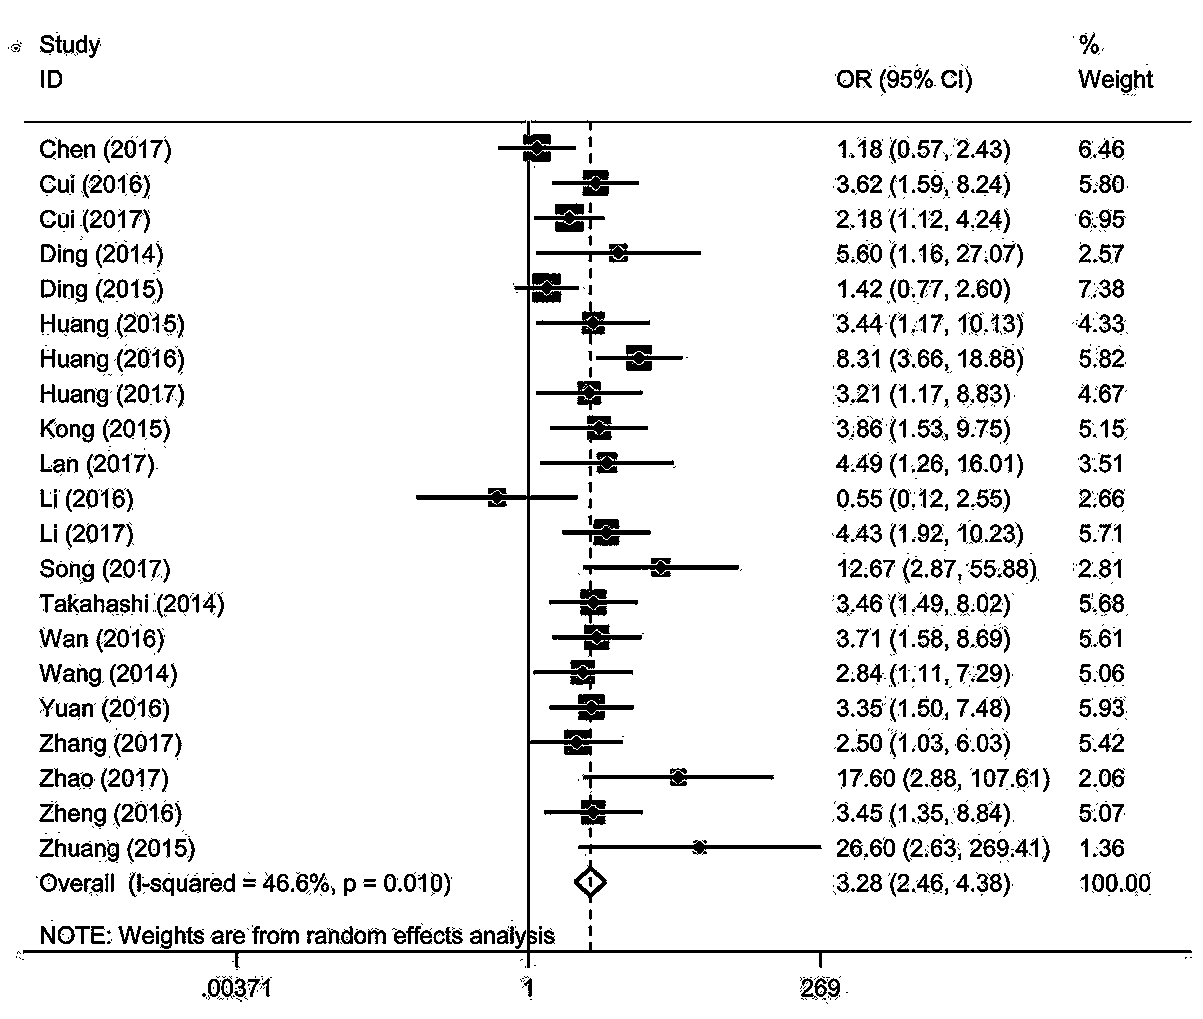 Study %
ID OR (95% CI) Weight
Chen (2017) 1.18 (0.57, 2.43) 6.46
Cui (2016) 3.62 (1.59, 8.24) 5.80
Cui (2017) 2.18 (1.12, 4.24) 6.95
Ding (2014) 5.60 (1.16, 27.07) 2.57
Ding (2015) 1.42 (0.77, 2.60) 7.38
Huang (2015) 3.44 (1.17, 10.13) 4.33
Huang (2016) 8.31 (3.66, 18.88) 5.82
Huang (2017) 3.21 (1.17, 8.83) 4.67
Kong (2015) 3.86 (1.53, 9.75) 5.15
Lan (2017) 4.49 (1.26, 16.01) 3.51
Li (2016) 0.55 (0.12, 2.55) 2.66
Li (2017) 4.43 (1.92, 10.23) 5.71
Song (2017) 12.67 (2.87, 55.88) 2.81
Takahashi (2014) 3.46 (1.49, 8.02) 5.68
Wan (2016) 3.71 (1.58, 8.69) 5.61
Wang (2014) 2.84 (1.11, 7.29) 5.06
Yuan (2016) 3.35 (1.50, 7.48) 5.93
Zhang (2017) 2.50 (1.03, 6.03) 5.42
Zhao (2017) 17.60 (2.88, 107.61) 2.06
Zheng (2016) 3.45 (1.35, 8.84) 5.07
Zhuang (2015) 26.60 (2.63, 269.41) 1.36
Overall (I-squared = 46.6%, p = 0.010) 3.28 (2.46, 4.38) 100.00
NOTE: Weights are from random effects analysis
.00371 1 269